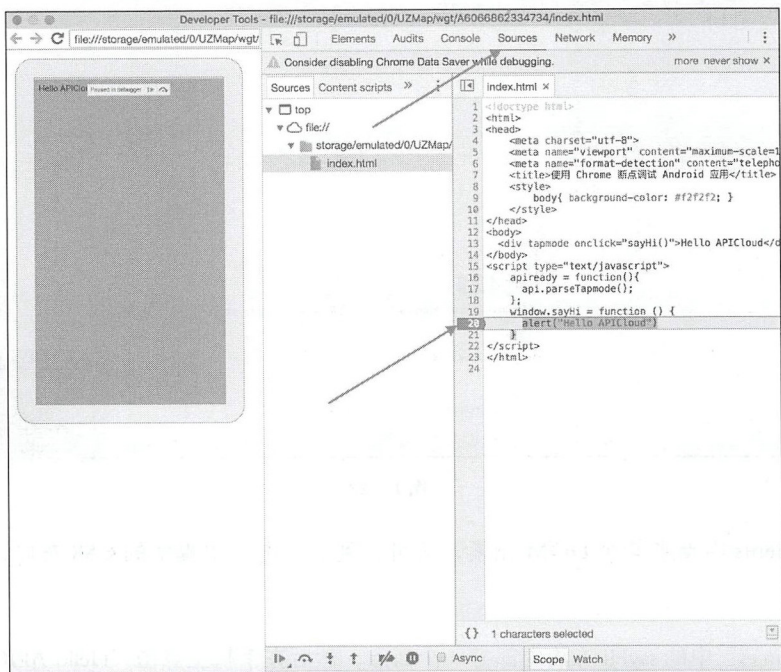 Developer Tools - file:///storage/emulated/0/UZMap/wgt/A6066862334734/index.html
file:///storage/emulated/0/UZMap/wgt/
Elements Audits Console Sources Network Memory »
Consider disabling Chrome Data Saver while debugging. more never show ×
Hello APIClo
Paused in debugger
Sources Content scripts »
top
file://
storage/emulated/0/UZMap/
index.html
index.html ×
1 <!doctype html>
2 <html>
3 <head>
4 <meta charset="utf-8">
5 <meta name="viewport" content="maximum-scale=1
6 <meta name="format-detection" content="telepho
7 <title>使用 Chrome 断点调试 Android 应用</title>
8 <style>
9 body{ background-color: #f2f2f2; }
10 </style>
11 </head>
12 <body>
13 <div tapmode onclick="sayHi()">Hello APICloud</d
14 </body>
15 <script type="text/javascript">
16 apiready = function(){
17 api.parseTapmode();
18 };
19 window.sayHi = function () {
20 alert("Hello APICloud")
21 }
22 </script>
23 </html>
24
{} 1 characters selected
Async
Scope Watch